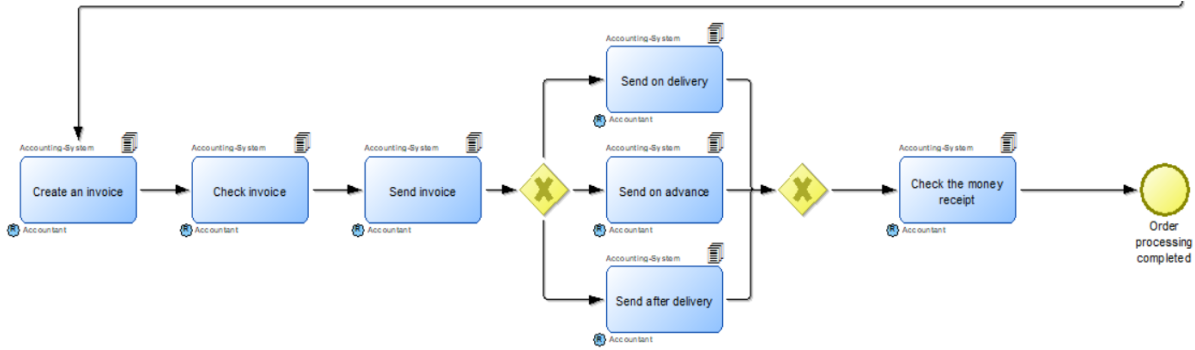 Accounting-System
Create an invoice
R Accountant
Accounting-System
Check invoice
R Accountant
Accounting-System
Send invoice
R Accountant
Accounting-System
Send on delivery
R Accountant
Accounting-System
Send on advance
R Accountant
Accounting-System
Send after delivery
R Accountant
Accounting-System
Check the money
receipt
R Accountant
Order
processing
completed